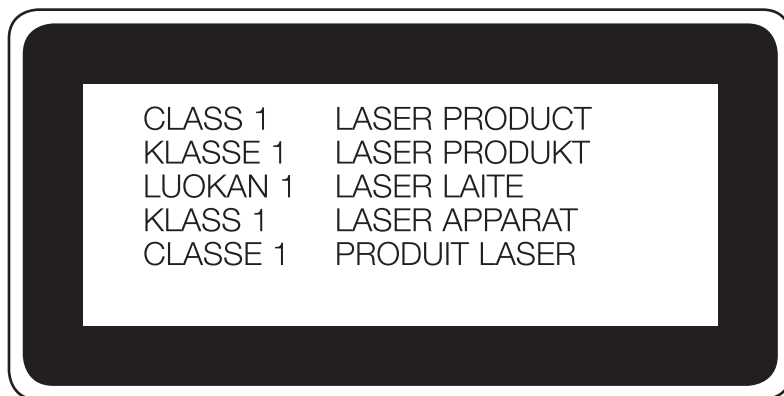 CLASS 1 LASER PRODUCT
KLASSE 1 LASER PRODUKT
LUOKAN 1 LASER LAITE
KLASS 1 LASER APPARAT
CLASSE 1 PRODUIT LASER